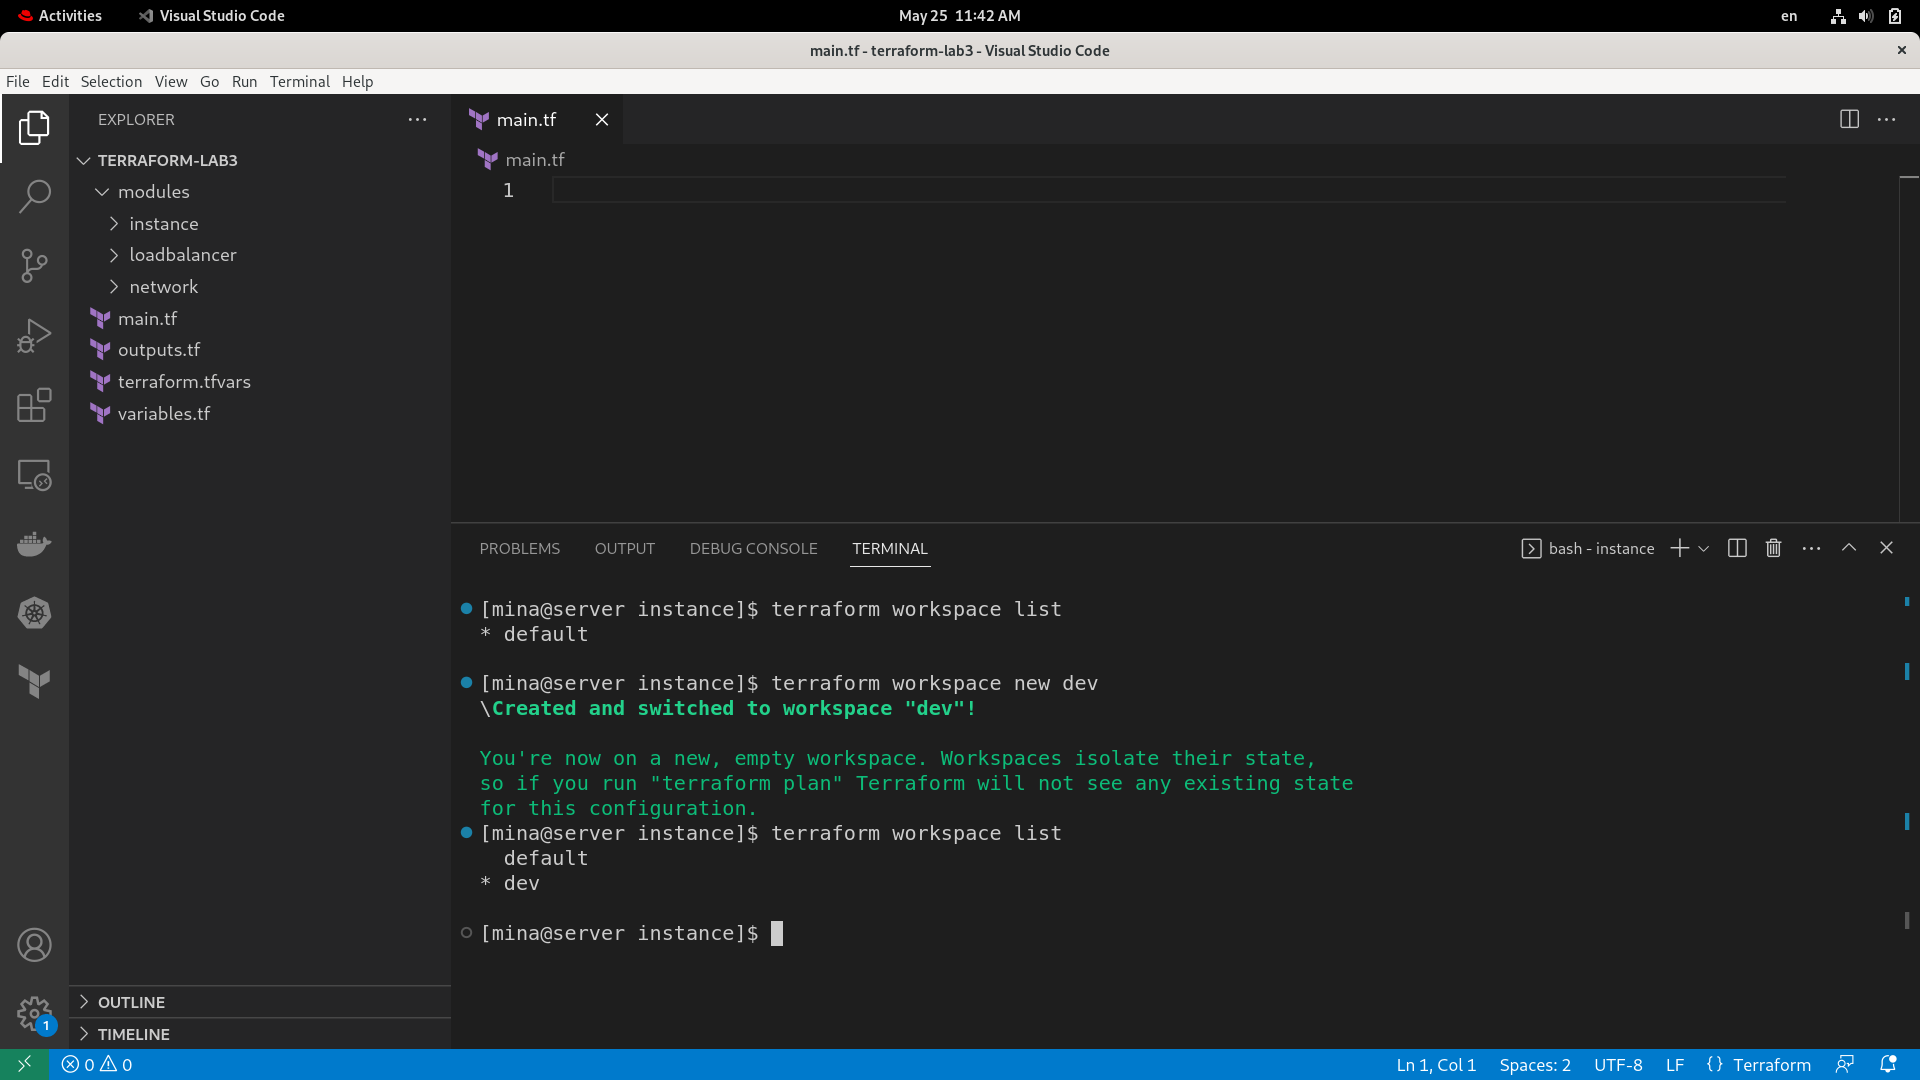 Activities
Visual Studio Code
May 25 11:42 AM
en
main.tf - terraform-lab3 - Visual Studio Code
File Edit Selection View Go Run Terminal Help
EXPLORER
TERRAFORM-LAB3
modules
instance
loadbalancer
network
main.tf
outputs.tf
terraform.tfvars
variables.tf
OUTLINE
TIMELINE
1
main.tf
main.tf
1
PROBLEMS OUTPUT DEBUG CONSOLE TERMINAL
bash - instance
[mina@server instance]$ terraform workspace list
* default
[mina@server instance]$ terraform workspace new dev
\Created and switched to workspace "dev"!
You're now on a new, empty workspace. Workspaces isolate their state,
so if you run "terraform plan" Terraform will not see any existing state
for this configuration.
[mina@server instance]$ terraform workspace list
default
* dev
[mina@server instance]$
0 0
Ln 1, Col 1 Spaces: 2 UTF-8 LF {} Terraform